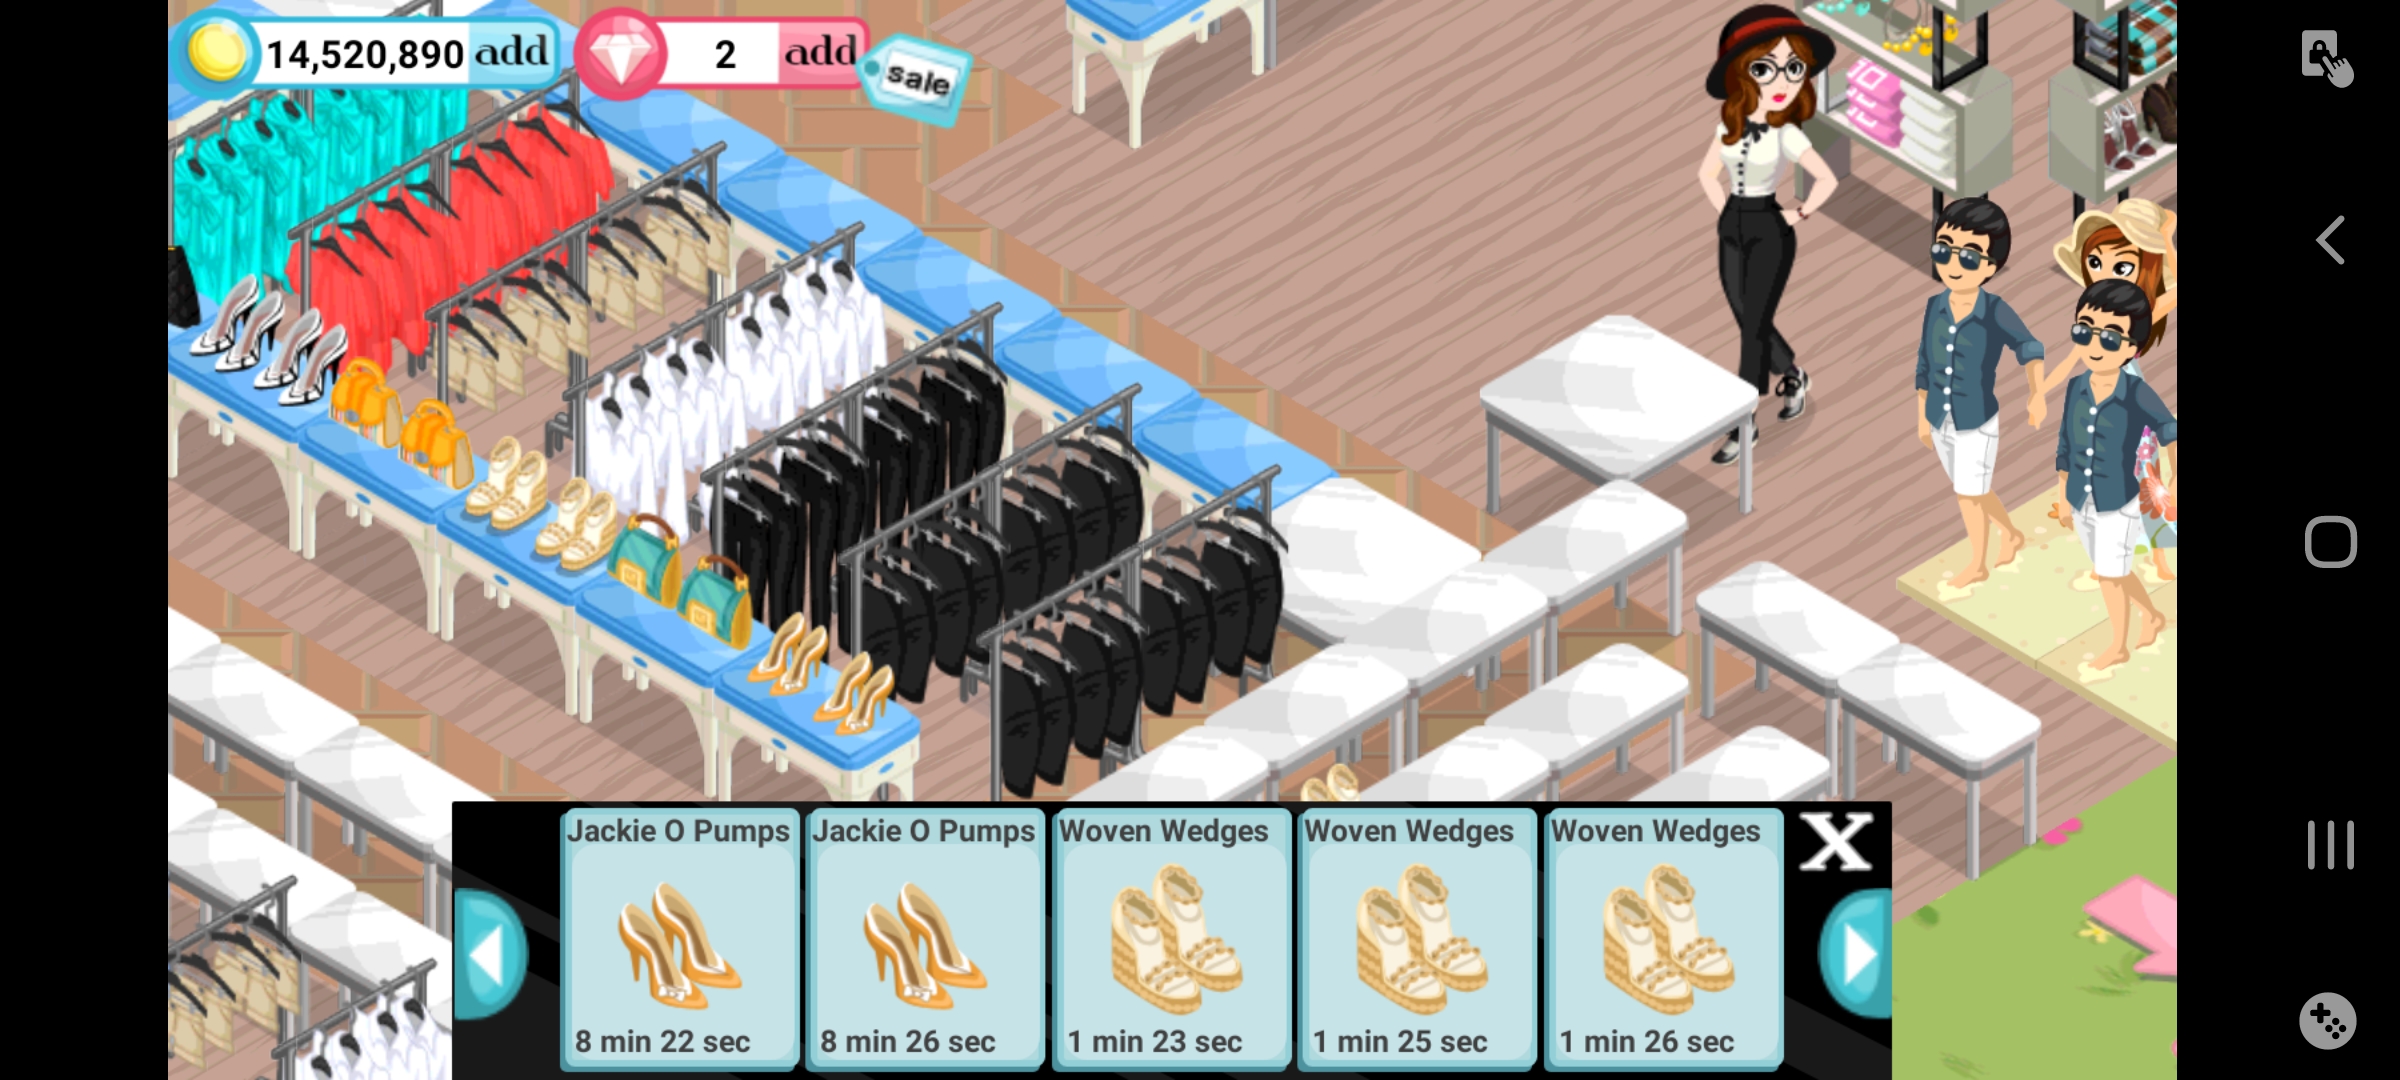 14,520,890 add
2 add
sale
Jackie O Pumps
8 min 22 sec
Jackie O Pumps
8 min 26 sec
Woven Wedges
1 min 23 sec
Woven Wedges
1 min 25 sec
Woven Wedges
1 min 26 sec
X